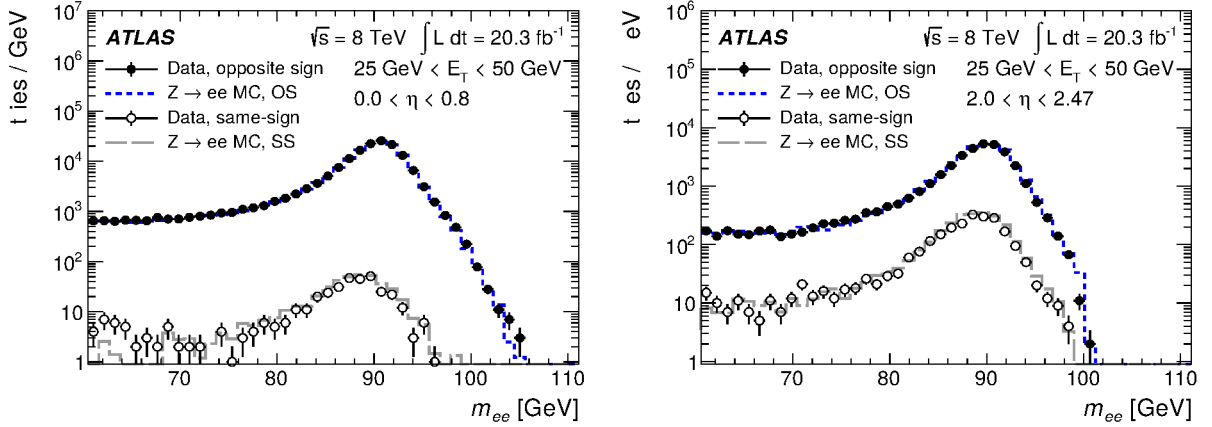 ATLAS
√s = 8 TeV ∫ L dt = 20.3 fb⁻¹
Data, opposite sign
25 GeV < E_T < 50 GeV
Z → ee MC, OS
0.0 < η < 0.8
Data, same-sign
Z → ee MC, SS
t ies / GeV
10⁷
10⁶
10⁵
10⁴
10³
10²
10
1
70 80 90 100 110
m_ee [GeV]
ATLAS
√s = 8 TeV ∫ L dt = 20.3 fb⁻¹
Data, opposite sign
25 GeV < E_T < 50 GeV
Z → ee MC, OS
2.0 < η < 2.47
Data, same-sign
Z → ee MC, SS
t es / eV
10⁶
10⁵
10⁴
10³
10²
10
1
70 80 90 100 110
m_ee [GeV]